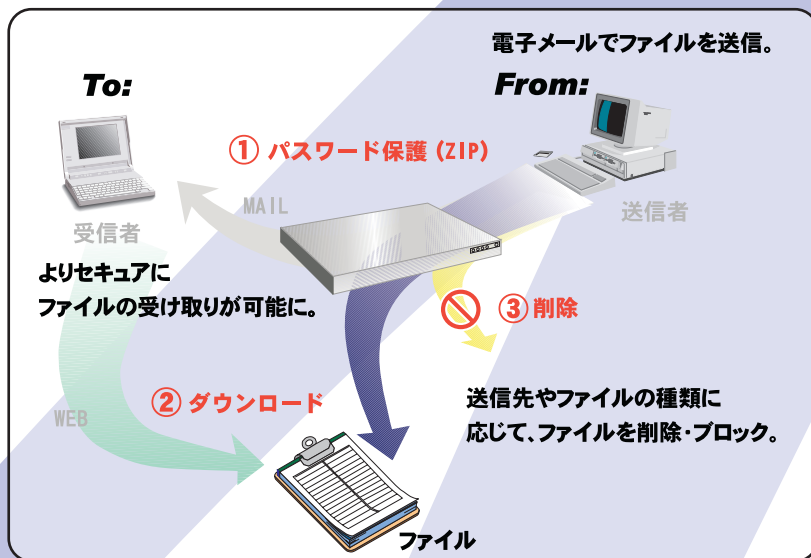 電子メールでファイルを送信。
To:
From:
① パスワード保護(ZIP)
MAIL
受信者
送信者
よりセキュアに
ファイルの受け取りが可能に。
③ 削除
② ダウンロード
WEB
送信先やファイルの種類に
応じて、ファイルを削除・ブロック。
ファイル